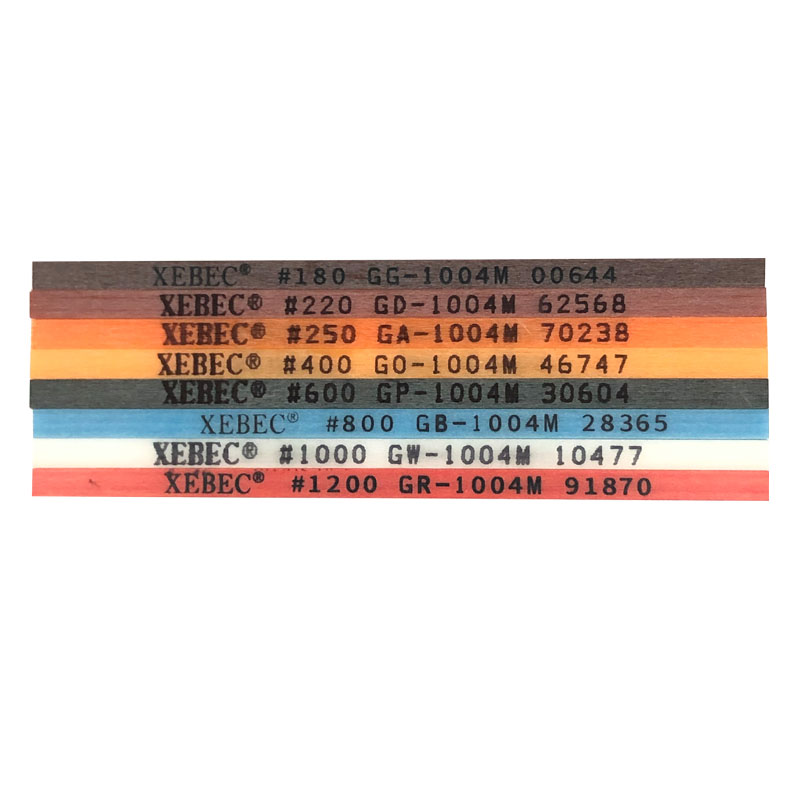 XEBEC® #180 GG-1004M 00644
XEBEC® #220 GD-1004M 62568
XEBEC® #250 GA-1004M 70238
XEBEC® #400 GO-1004M 46747
XEBEC® #600 GP-1004M 30604
XEBEC® #800 GB-1004M 28365
XEBEC® #1000 GW-1004M 10477
XEBEC® #1200 GR-1004M 91870